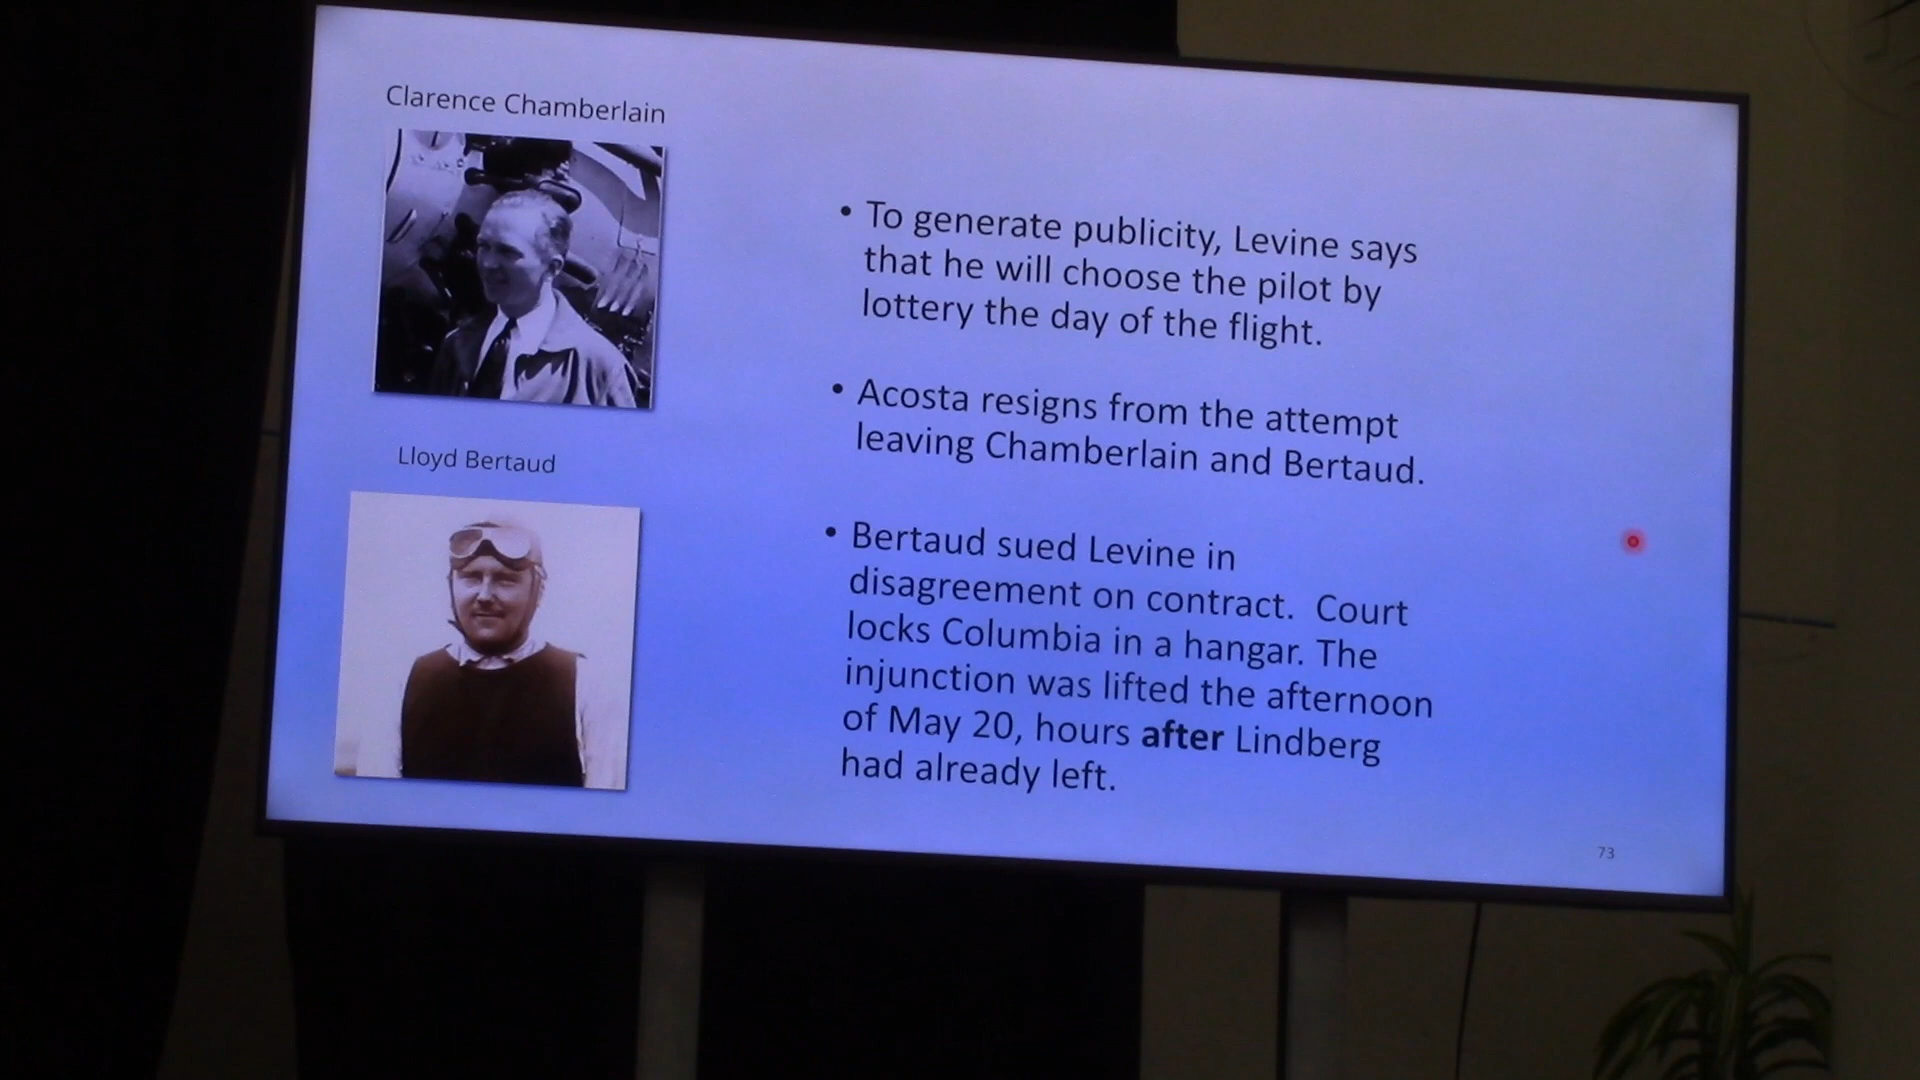 Clarence Chamberlain
Lloyd Bertaud
• To generate publicity, Levine says
that he will choose the pilot by
lottery the day of the flight.
• Acosta resigns from the attempt
leaving Chamberlain and Bertaud.
• Bertaud sued Levine in
disagreement on contract.  Court
locks Columbia in a hangar. The
injunction was lifted the afternoon
of May 20, hours after Lindberg
had already left.
73